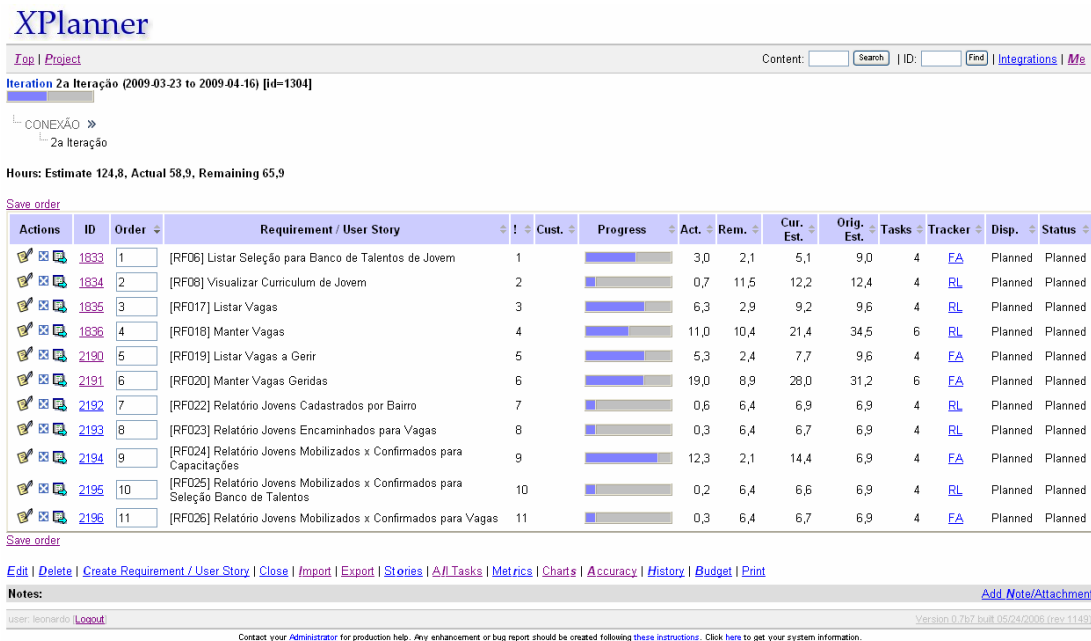 XPlanner
Top | Project Content: Search | ID: Find | Integrations | Me
Iteration 2a Iteração (2009-03-23 to 2009-04-16) [id=1304]
CONEXÃO »
2a Iteração
Hours: Estimate 124,8, Actual 58,9, Remaining 65,9
Save order
Actions ID Order Requirement / User Story ! Cust. Progress Act. Rem. Cur. Est. Orig. Est. Tasks Tracker Disp. Status
1833 1 [RF06] Listar Seleção para Banco de Talentos de Jovem 1 3,0 2,1 5,1 9,0 4 FA Planned Planned
1834 2 [RF08] Visualizar Curriculum de Jovem 2 0,7 11,5 12,2 12,4 4 RL Planned Planned
1835 3 [RF017] Listar Vagas 3 6,3 2,9 9,2 9,6 4 RL Planned Planned
1836 4 [RF018] Manter Vagas 4 11,0 10,4 21,4 34,5 6 RL Planned Planned
2190 5 [RF019] Listar Vagas a Gerir 5 5,3 2,4 7,7 9,6 4 FA Planned Planned
2191 6 [RF020] Manter Vagas Geridas 6 19,0 8,9 28,0 31,2 6 FA Planned Planned
2192 7 [RF022] Relatório Jovens Cadastrados por Bairro 7 0,6 6,4 6,9 6,9 4 RL Planned Planned
2193 8 [RF023] Relatório Jovens Encaminhados para Vagas 8 0,3 6,4 6,7 6,9 4 RL Planned Planned
2194 9 [RF024] Relatório Jovens Mobilizados x Confirmados para Capacitações 9 12,3 2,1 14,4 6,9 4 FA Planned Planned
2195 10 [RF025] Relatório Jovens Mobilizados x Confirmados para Seleção Banco de Talentos 10 0,2 6,4 6,6 6,9 4 RL Planned Planned
2196 11 [RF026] Relatório Jovens Mobilizados x Confirmados para Vagas 11 0,3 6,4 6,7 6,9 4 FA Planned Planned
Save order
Edit | Delete | Create Requirement / User Story | Close | Import | Export | Stories | All Tasks | Metrics | Charts | Accuracy | History | Budget | Print
Notes: Add Note/Attachment
user: leonardo [Logout] Version 0.7b7 built 05/24/2006 (rev 1149)
Contact your Administrator for production help. Any enhancement or bug report should be created following these instructions. Click here to get your system information.